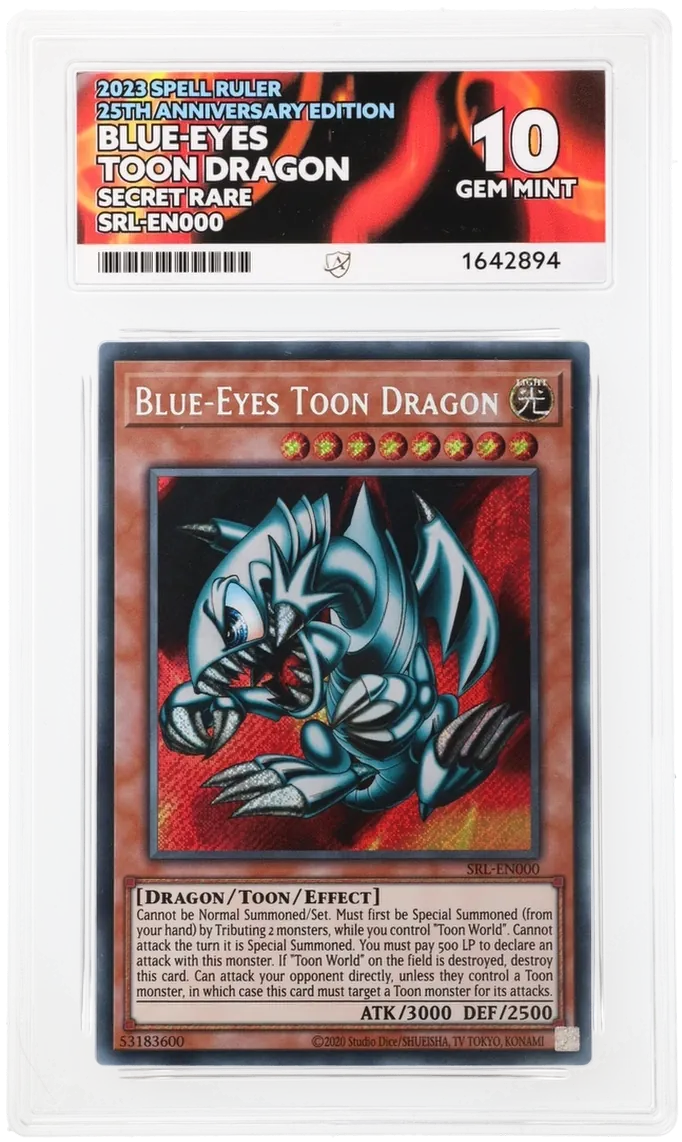 2023 SPELL RULER
25TH ANNIVERSARY EDITION
BLUE-EYES
TOON DRAGON
SECRET RARE
SRL-EN000
10
GEM MINT
1642894
BLUE-EYES TOON DRAGON
LIGHT
光
SRL-EN000
[DRAGON/TOON/EFFECT]
Cannot be Normal Summoned/Set. Must first be Special Summoned (from
your hand) by Tributing 2 monsters, while you control "Toon World". Cannot
attack the turn it is Special Summoned. You must pay 500 LP to declare an
attack with this monster. If "Toon World" on the field is destroyed, destroy
this card. Can attack your opponent directly, unless they control a Toon
monster, in which case this card must target a Toon monster for its attacks.
ATK/3000 DEF/2500
53183600
©2020 Studio Dice/SHUEISHA, TV TOKYO, KONAMI